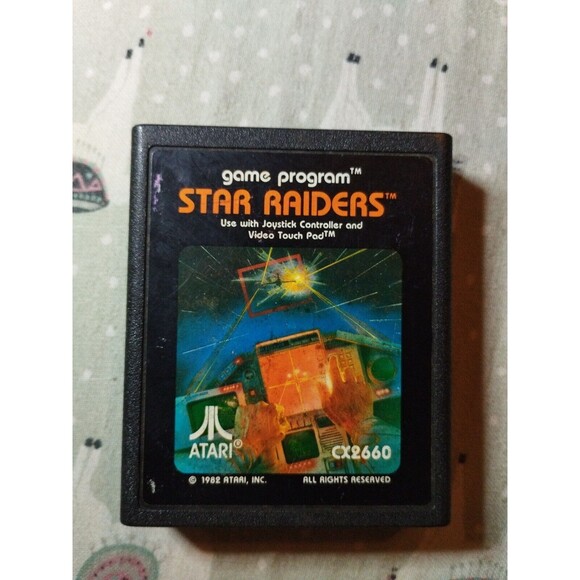 game program™
STAR RAIDERS™
Use with Joystick Controller and
Video Touch Pad™
ATARI®
CX2660
© 1982 ATARI, INC. ALL RIGHTS RESERVED